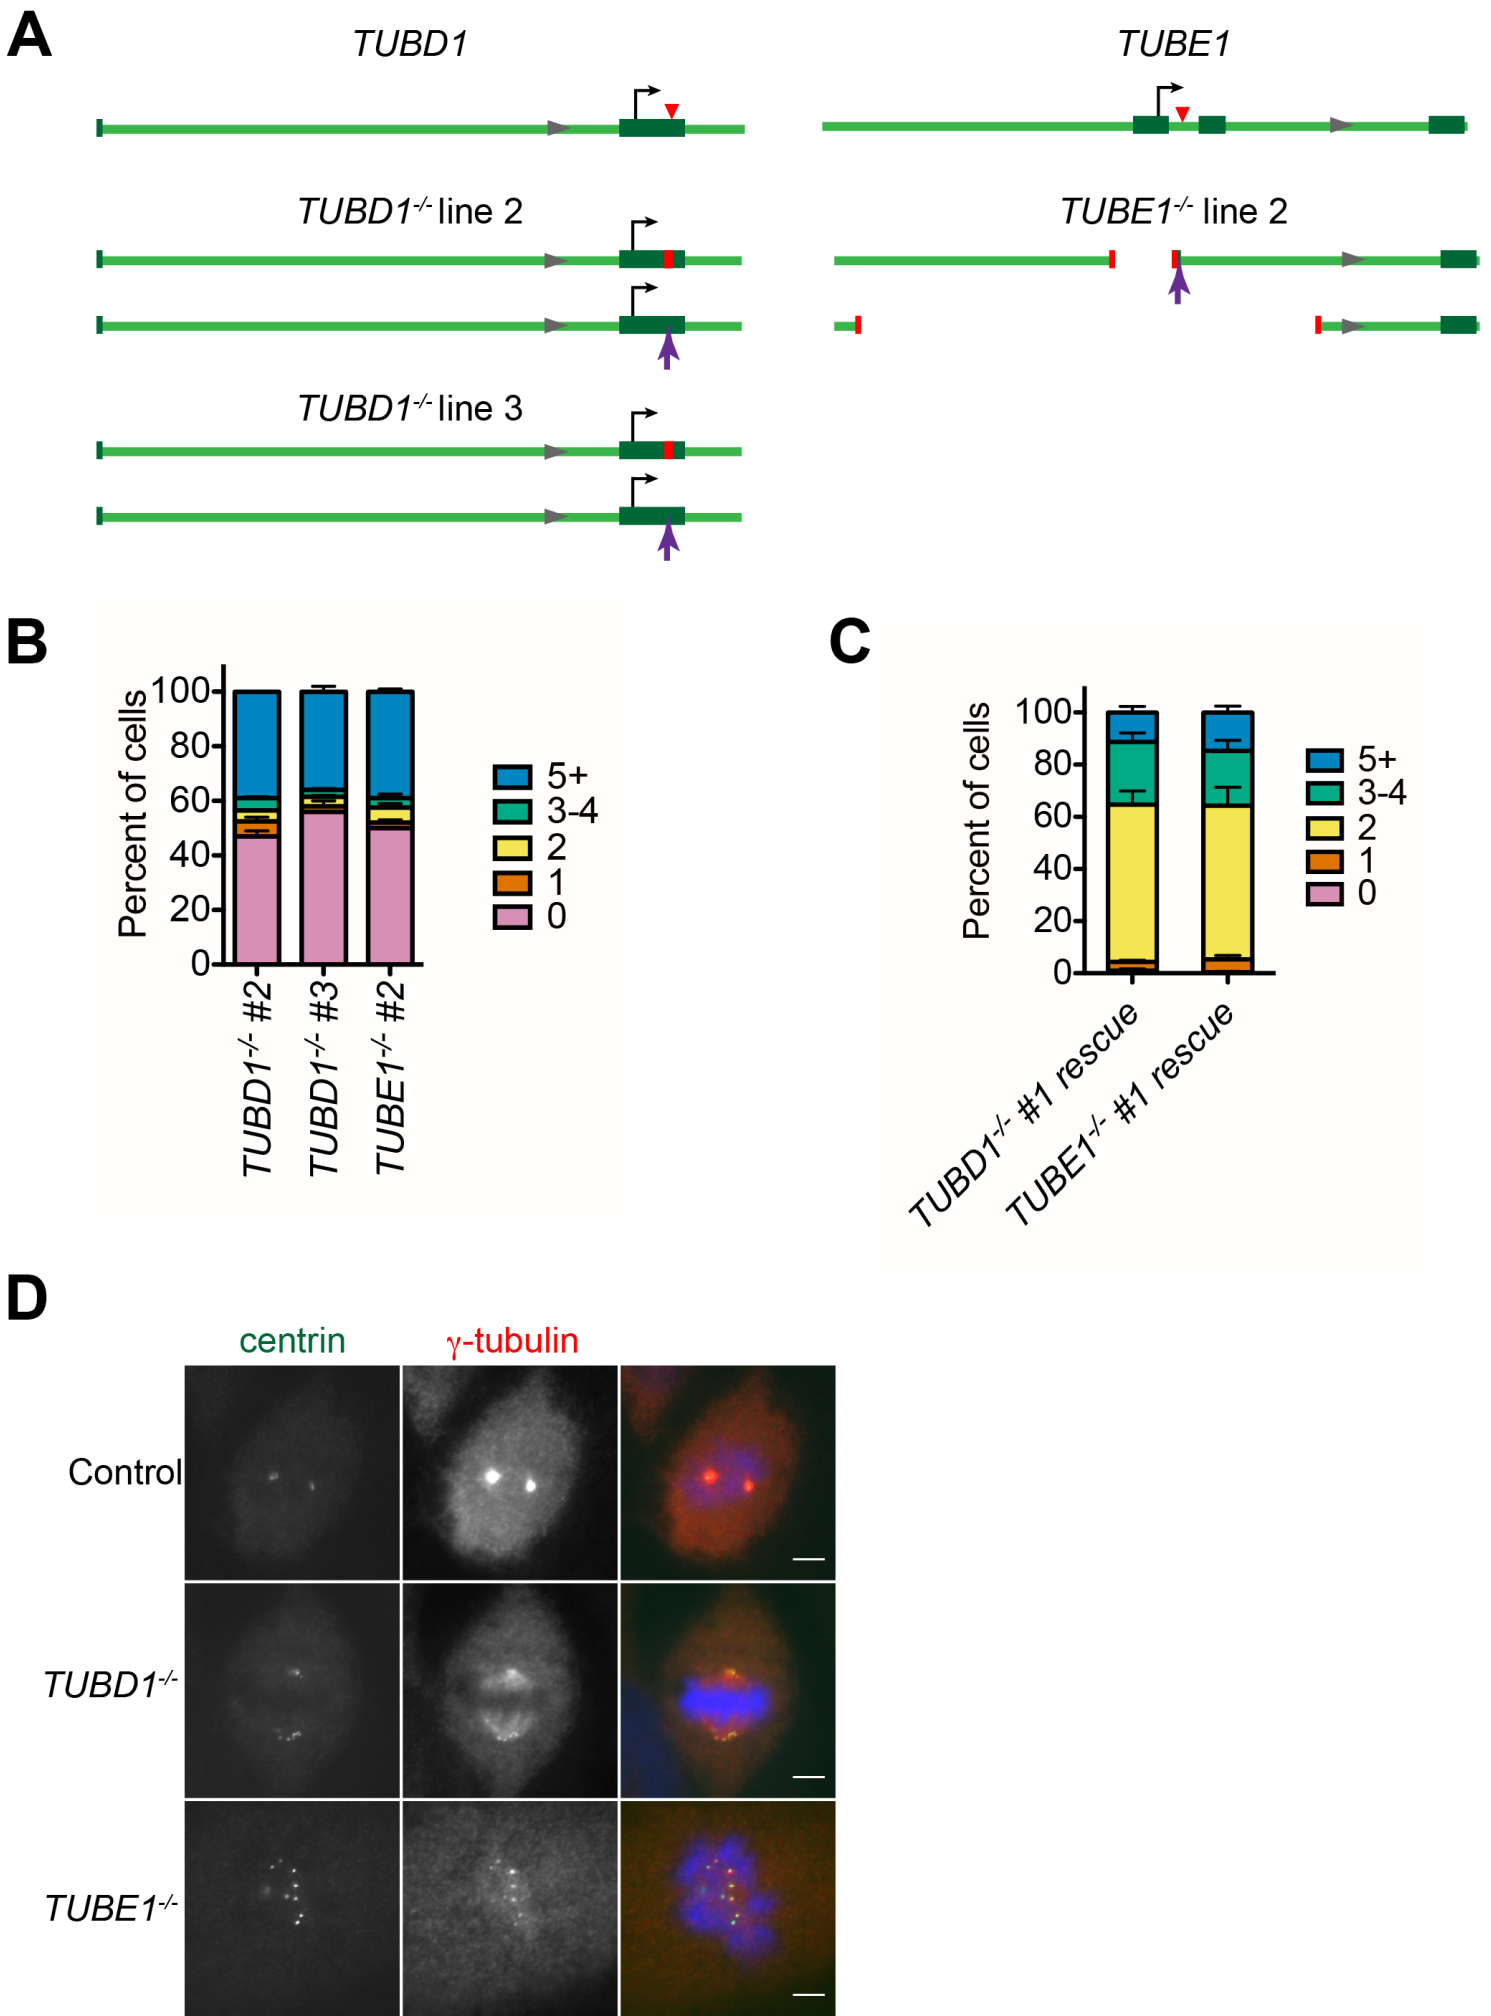 A
TUBD1
TUBE1
TUBD1-/- line 2
TUBE1-/- line 2
TUBD1-/- line 3
B
Percent of cells
100
80
60
40
20
0
5+
3-4
2
1
0
TUBD1-/- #2
TUBD1-/- #3
TUBE1-/- #2
C
Percent of cells
100
80
60
40
20
0
5+
3-4
2
1
0
TUBD1-/- #1 rescue
TUBE1-/- #1 rescue
D
centrin
γ-tubulin
Control
TUBD1-/-
TUBE1-/-